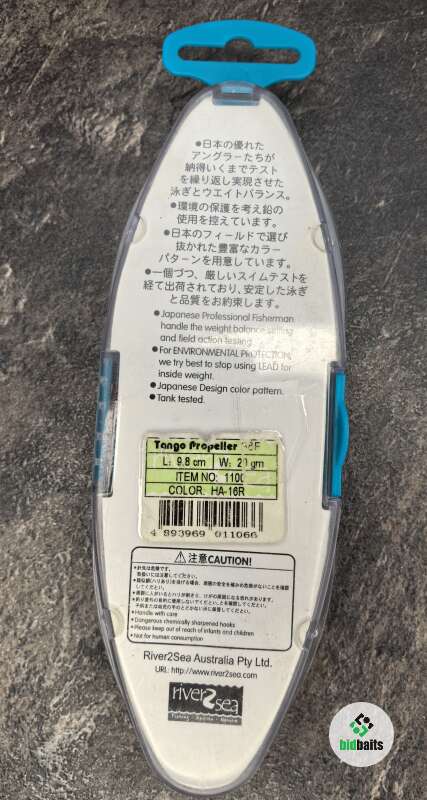 ●日本の優れた
アングラーたちが
納得いくまでテスト
を繰り返し実現させた
泳ぎとウエイトバランス。
●環境の保護を考え鉛の
使用を控えています。
●日本のフィールドで選び
抜かれた豊富なカラー
パターンを用意しています。
●一個づつ、厳しいスイムテストを
経て出荷されており、安定した泳ぎ
と品質をお約束します。
●Japanese Professional Fisherman
handle the weight balance setting
and field action testing.
●For ENVIRONMENTAL PROTECTION,
we try best to stop using LEAD for
inside weight.
●Japanese Design color pattern.
●Tank tested.
Tango Propeller
L: 9.8 cm W: gm
ITEM NO:
COLOR: HA-16R
4 893969 011066
注意CAUTION!
●Handle with care
●Dangerous chemically sharpened hooks
●Please keep out of reach of infants and children
●Not for human consumption
River2Sea Australia Pty Ltd.
URL: http://www.river2sea.com
river2sea
bidbaits